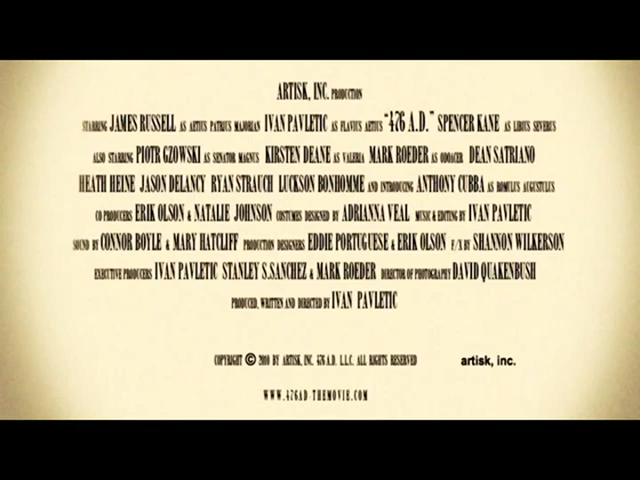 ARTISK, INC. PRODUCTION
STARRING JAMES RUSSELL AS AETIUS PATRIUS MAJORIAN IVAN PAVLETIC AS FLAVIUS AETIUS "476 A.D." SPENCER KANE AS LIBIUS SEVERUS
ALSO STARRING PIOTR GZOWSKI AS SENATOR MAGNUS KIRSTEN DEANE AS VALERIA MARK ROEDER AS ODOACER DEAN SATRIANO
HEATH HEINE JASON DELANCY RYAN STRAUCH LUCKSON BONHOMME AND INTRODUCING ANTHONY CUBBA AS ROMULUS AUGUSTULUS
CO PRODUCERS ERIK OLSON & NATALIE JOHNSON COSTUMES DESIGNED BY ADRIANNA VEAL MUSIC & EDITING BY IVAN PAVLETIC
SOUND BY CONNOR BOYLE & MARY HATCLIFF PRODUCTION DESIGNERS EDDIE PORTUGUESE & ERIK OLSON F/X BY SHANNON WILKERSON
EXECUTIVE PRODUCERS IVAN PAVLETIC STANLEY S.SANCHEZ & MARK ROEDER DIRECTOR OF PHOTOGRAPHY DAVID QUAKENBUSH
PRODUCED, WRITTEN AND DIRECTED BY IVAN PAVLETIC
COPYRIGHT © 2010 BY ARTISK, INC. 476 A.D. L.L.C. ALL RIGHTS RESERVED artisk, inc.
WWW.476AD-THEMOVIE.COM